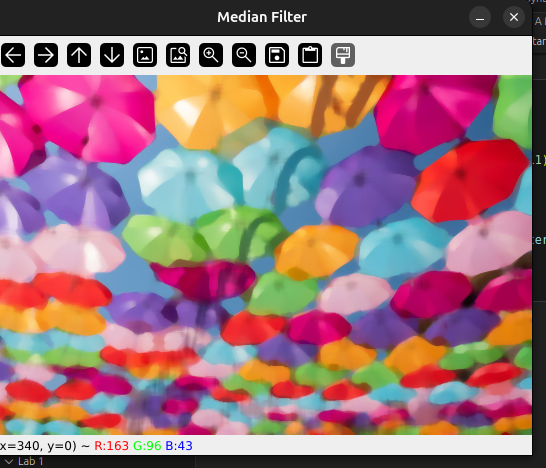 Median Filter
x=340, y=0) ~ R:163 G:96 B:43
Lab 1